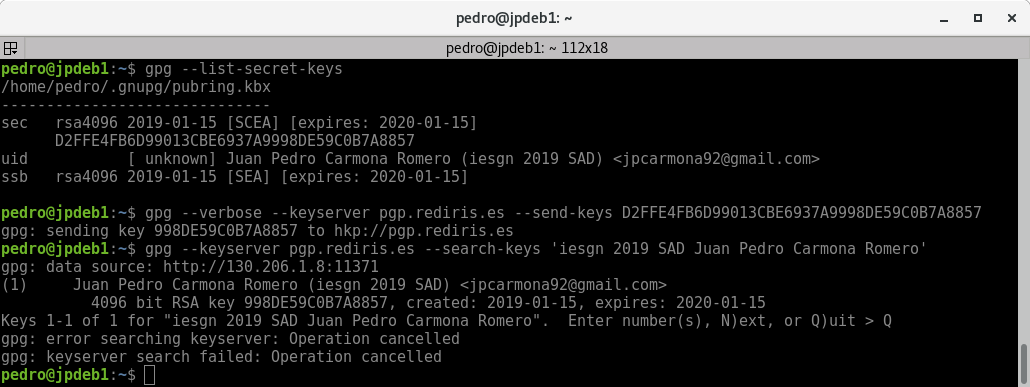 pedro@jpdeb1: ~
pedro@jpdeb1: ~ 112x18
pedro@jpdeb1:~$ gpg --list-secret-keys
/home/pedro/.gnupg/pubring.kbx
------------------------------
sec   rsa4096 2019-01-15 [SCEA] [expires: 2020-01-15]
      D2FFE4FB6D99013CBE6937A9998DE59C0B7A8857
uid           [ unknown] Juan Pedro Carmona Romero (iesgn 2019 SAD) <jpcarmona92@gmail.com>
ssb   rsa4096 2019-01-15 [SEA] [expires: 2020-01-15]

pedro@jpdeb1:~$ gpg --verbose --keyserver pgp.rediris.es --send-keys D2FFE4FB6D99013CBE6937A9998DE59C0B7A8857
gpg: sending key 998DE59C0B7A8857 to hkp://pgp.rediris.es
pedro@jpdeb1:~$ gpg --keyserver pgp.rediris.es --search-keys 'iesgn 2019 SAD Juan Pedro Carmona Romero'
gpg: data source: http://130.206.1.8:11371
(1)     Juan Pedro Carmona Romero (iesgn 2019 SAD) <jpcarmona92@gmail.com>
          4096 bit RSA key 998DE59C0B7A8857, created: 2019-01-15, expires: 2020-01-15
Keys 1-1 of 1 for "iesgn 2019 SAD Juan Pedro Carmona Romero".  Enter number(s), N)ext, or Q)uit > Q
gpg: error searching keyserver: Operation cancelled
gpg: keyserver search failed: Operation cancelled
pedro@jpdeb1:~$